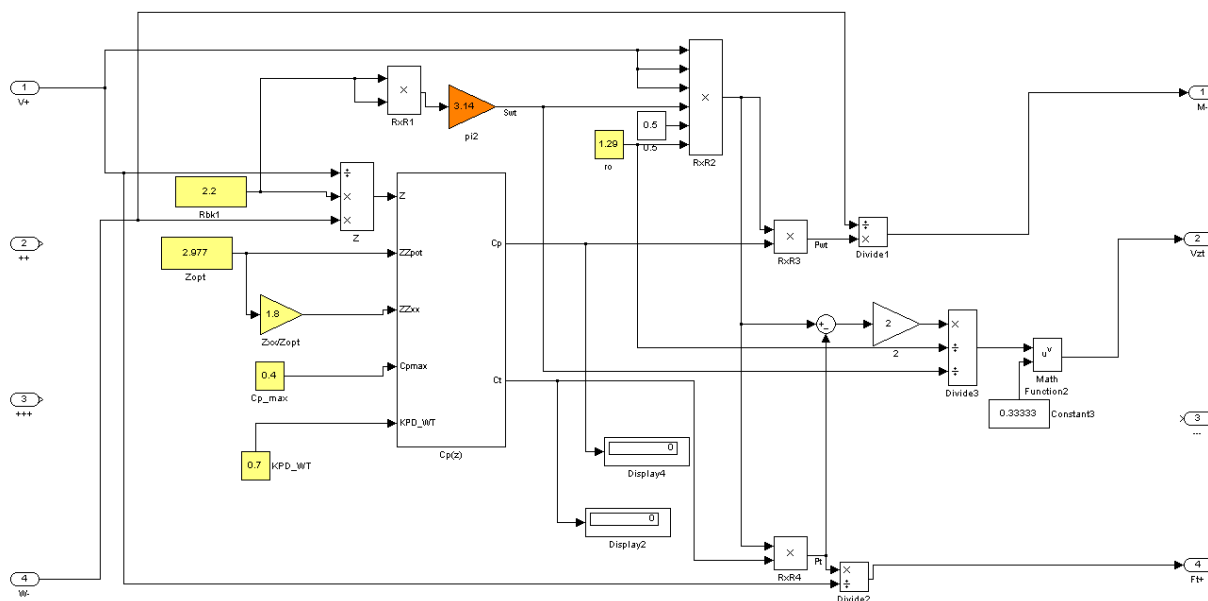 1
V+
2
++
3
+++
4
W-
2.2
Rbk1
2.977
Zopt
1.8
Zxx/Zopt
0.4
Cp_max
0.7
KPD_WT
×
RxR1
3.14
pi2
Swt
÷
×
×
Z
Z
ZZpot
ZZxx
Cpmax
KPD_WT
Cp
Ct
Cp(z)
0.5
0.5
1.29
ro
×
RxR2
×
RxR3
Pwt
÷
×
Divide1
+
-
2
2
×
÷
÷
Divide3
u^v
Math
Function2
0.33333
Constant3
0
Display4
0
Display2
×
RxR4
Pt
×
÷
Divide2
1
M-
2
Vzt
3
---
4
Ft+